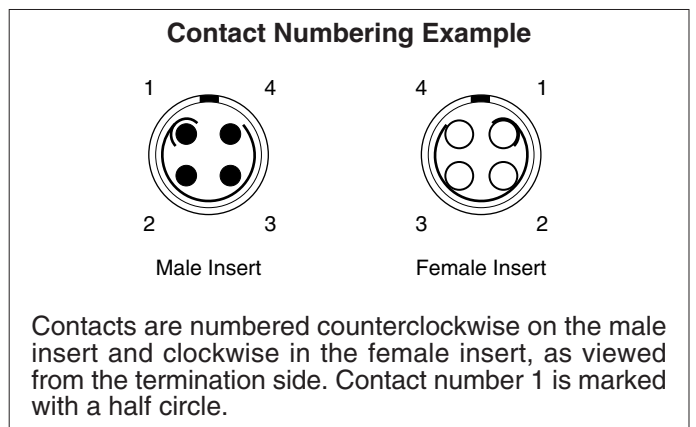 Contact Numbering Example
1 4 4 1
2 3 3 2
Male Insert Female Insert
Contacts are numbered counterclockwise on the male
insert and clockwise in the female insert, as viewed
from the termination side. Contact number 1 is marked
with a half circle.